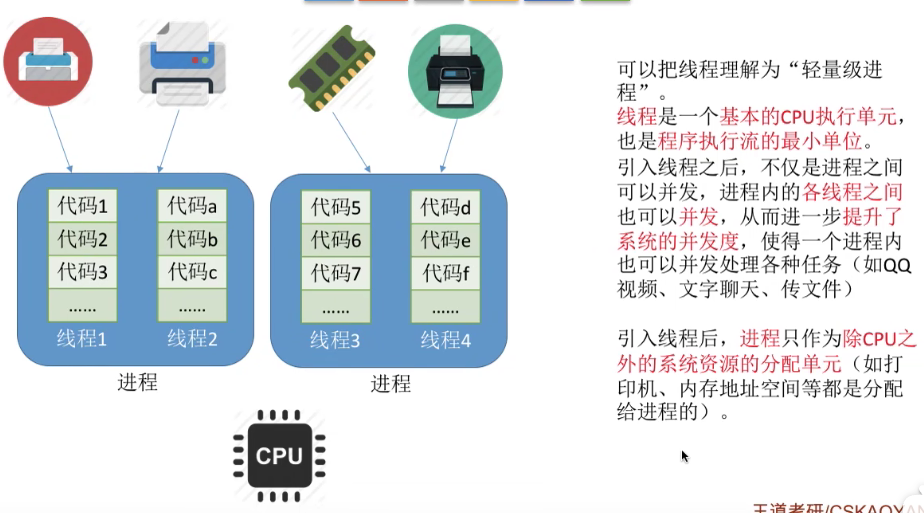 可以把线程理解为“轻量级进
程”。
线程是一个基本的CPU执行单元，
也是程序执行流的最小单位。
引入线程之后，不仅是进程之间
可以并发，进程内的各线程之间
也可以并发，从而进一步提升了
系统的并发度，使得一个进程内
也可以并发处理各种任务（如QQ
视频、文字聊天、传文件）
引入线程后，进程只作为除CPU之
外的系统资源的分配单元（如打
印机、内存地址空间等都是分配
给进程的）。
代码1
代码2
代码3
......
线程1
代码a
代码b
代码c
......
线程2
进程
代码5
代码6
代码7
......
线程3
代码d
代码e
代码f
......
线程4
进程
CPU
王道考研/CSKAOYAN